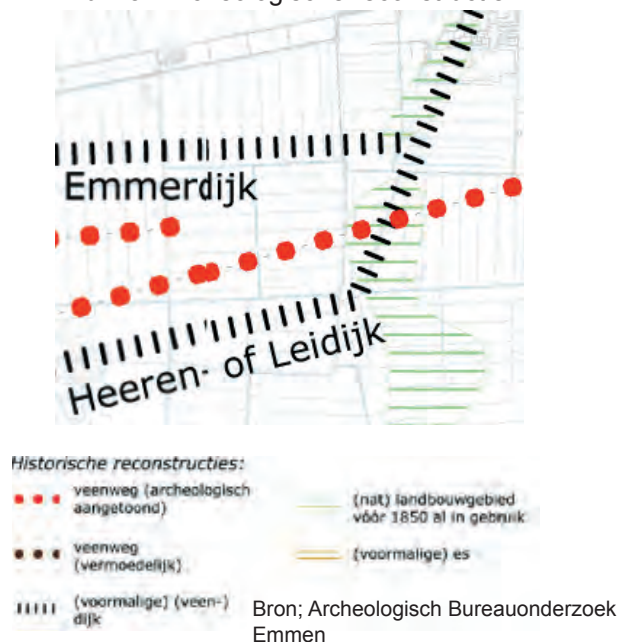 Emmerdijk
Heeren- of Leidijk
Historische reconstructies:
veenweg (archeologisch
aangetoond)
veenweg
(vermoedelijk)
(voormalige) (veen-)
dijk
(nat) landbouwgebied
vóór 1850 al in gebruik
(voormalige) es
Bron; Archeologisch Bureauonderzoek
Emmen